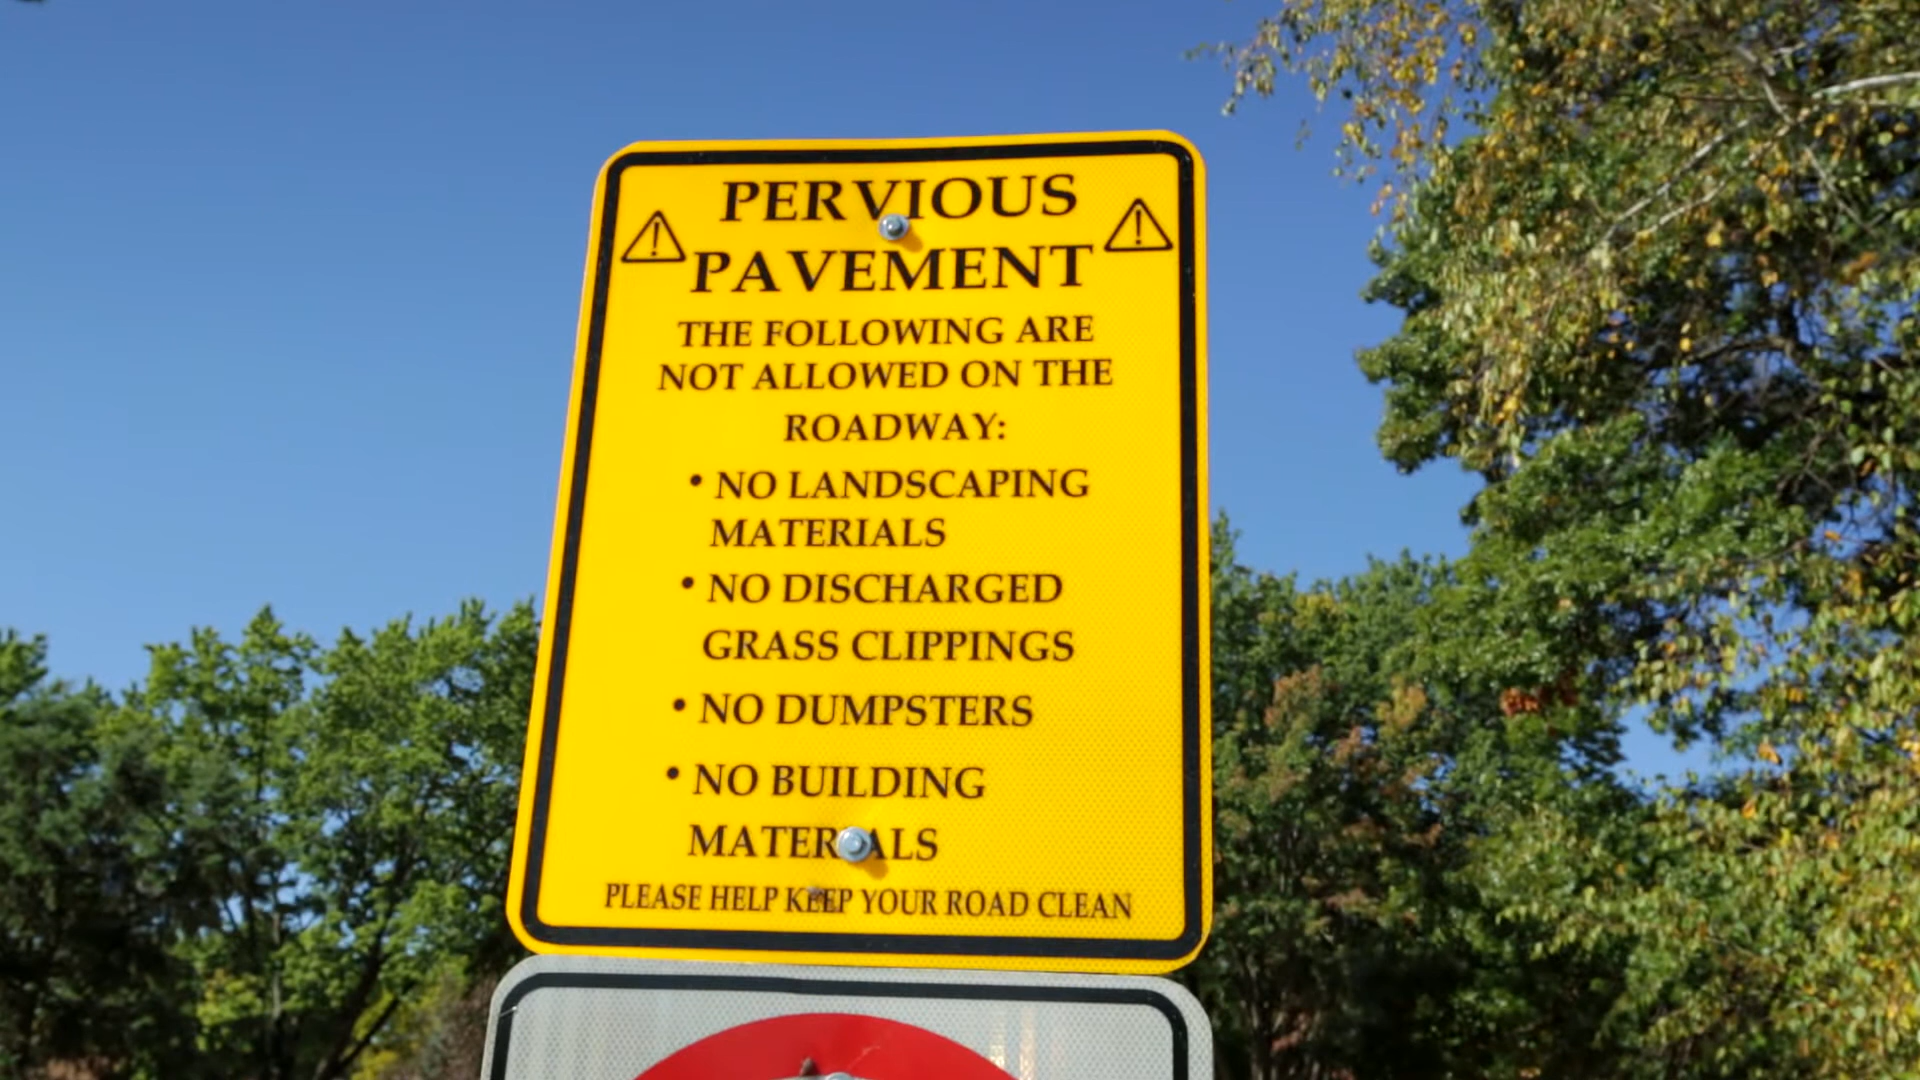 PERVIOUS
PAVEMENT
THE FOLLOWING ARE
NOT ALLOWED ON THE
ROADWAY:
• NO LANDSCAPING
MATERIALS
• NO DISCHARGED
GRASS CLIPPINGS
• NO DUMPSTERS
• NO BUILDING
MATERIALS
PLEASE HELP KEEP YOUR ROAD CLEAN